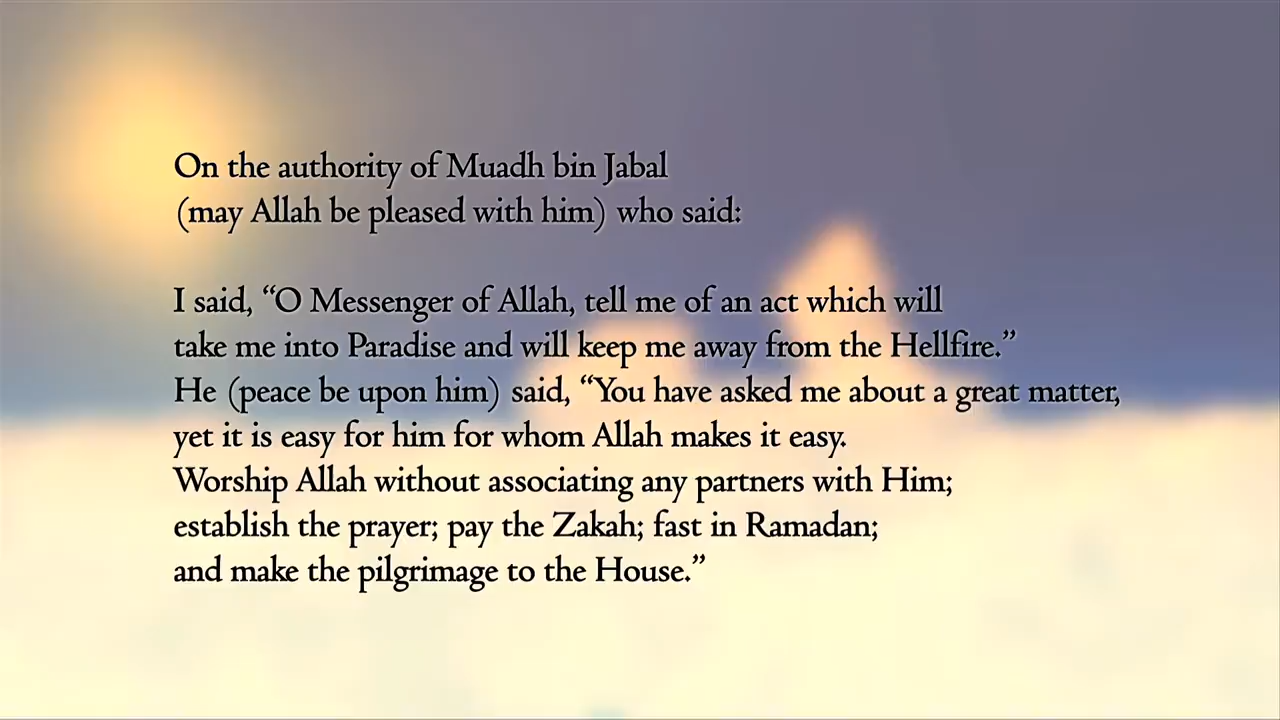 On the authority of Muadh bin Jabal
(may Allah be pleased with him) who said:
I said, “O Messenger of Allah, tell me of an act which will
take me into Paradise and will keep me away from the Hellfire.”
He (peace be upon him) said, “You have asked me about a great matter,
yet it is easy for him for whom Allah makes it easy.
Worship Allah without associating any partners with Him;
establish the prayer; pay the Zakah; fast in Ramadan;
and make the pilgrimage to the House.”